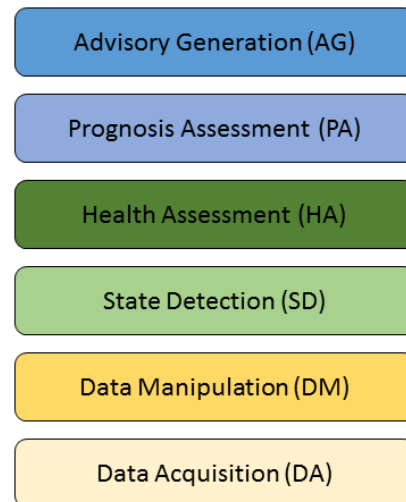 Advisory Generation (AG)
Prognosis Assessment (PA)
Health Assessment (HA)
State Detection (SD)
Data Manipulation (DM)
Data Acquisition (DA)